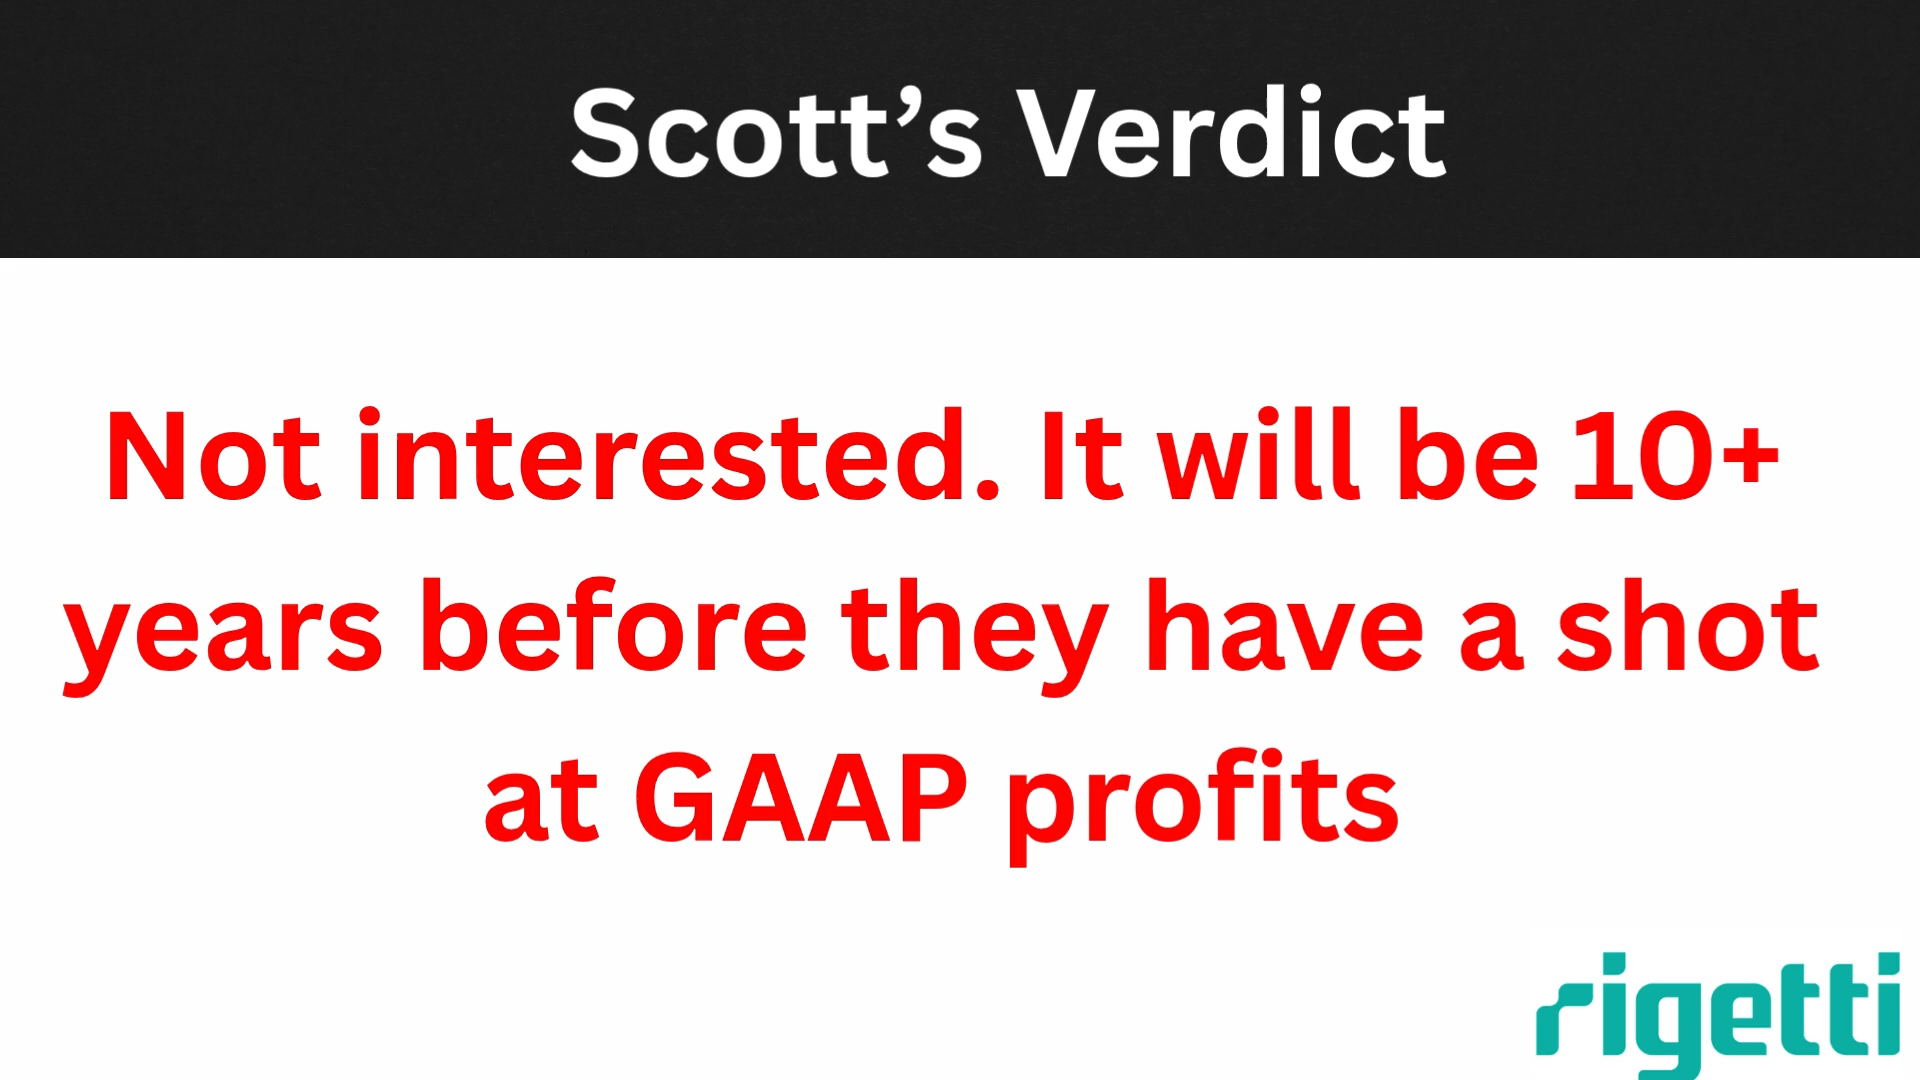 Scott’s Verdict
Not interested. It will be 10+
years before they have a shot
at GAAP profits
rigetti